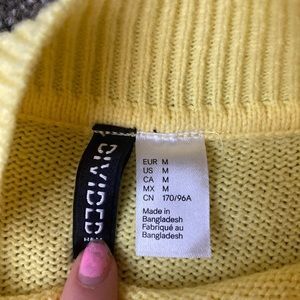 DIVIDED
EUR M
US M
CA M
MX M
CN 170/96A
Made in
Bangladesh
Fabriqué au
Bangladesh